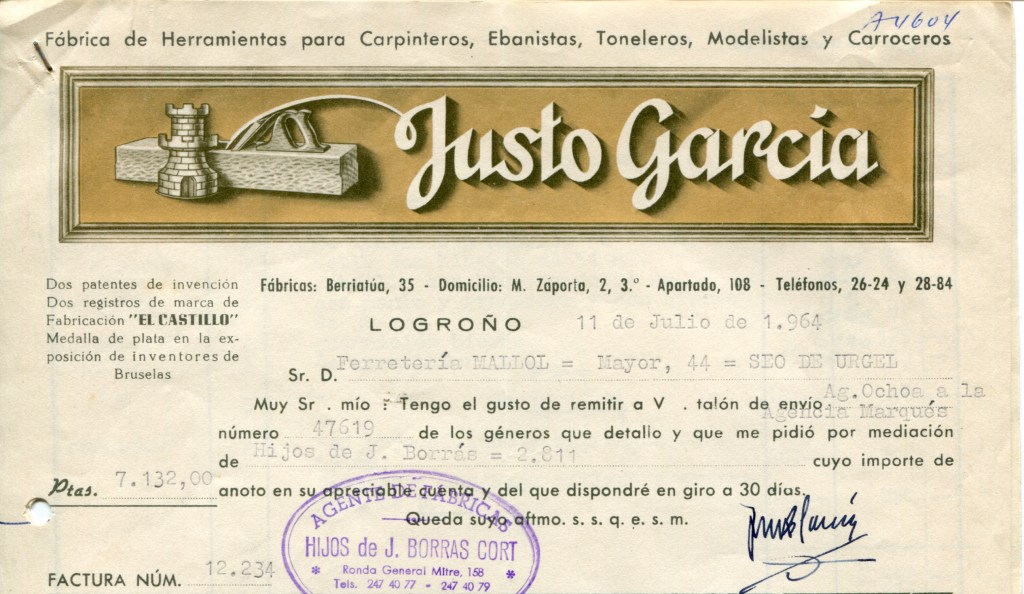 A4604
Fábrica de Herramientas para Carpinteros, Ebanistas, Toneleros, Modelistas y Carroceros
Justo García
Dos patentes de invención
Dos registros de marca de
Fabricación "EL CASTILLO"
Medalla de plata en la ex-
posición de inventores de
Bruselas
Fábricas: Berriatúa, 35 - Domicilio: M. Zaporta, 2, 3.º - Apartado, 108 - Teléfonos, 26-24 y 28-84
LOGROÑO 11 de Julio de 1.964
Sr. D. Ferretería MALLOL = Mayor, 44 = SEO DE URGEL
Muy Sr. mío: Tengo el gusto de remitir a V. talón de envío Ag.Ochoa a la
Agencia Marqués
número 47619 de los géneros que detallo y que me pidió por mediación
de Hijos de J. Borrás = 2.811 cuyo importe de
Ptas. 7.132,00 anoto en su apreciable cuenta y del que dispondré en giro a 30 días.
Queda suyo aftmo. s. s. q. e. s. m.
Justo García
AGENTE DE FABRICAS
HIJOS de J. BORRAS CORT
* Ronda General Mitre, 158 *
Tels. 247 40 77 - 247 40 79
FACTURA NÚM. 12.234